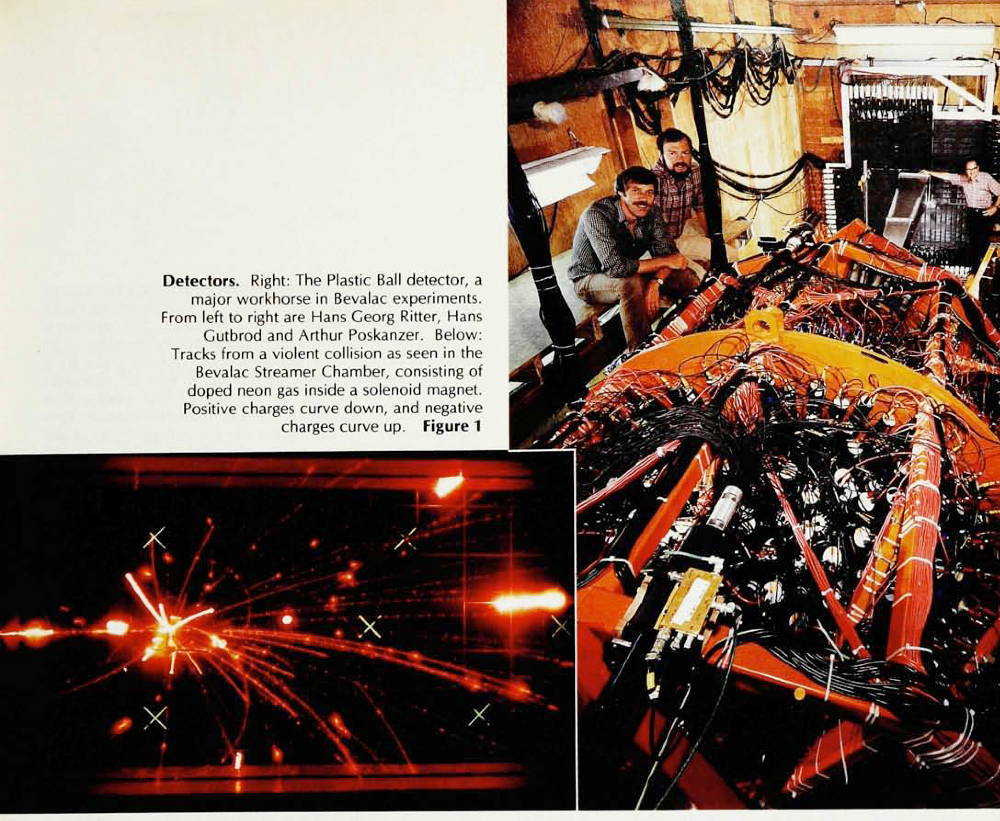 Detectors. Right: The Plastic Ball detector, a
major workhorse in Bevalac experiments.
From left to right are Hans Georg Ritter, Hans
Gutbrod and Arthur Poskanzer. Below:
Tracks from a violent collision as seen in the
Bevalac Streamer Chamber, consisting of
doped neon gas inside a solenoid magnet.
Positive charges curve down, and negative
charges curve up. Figure 1